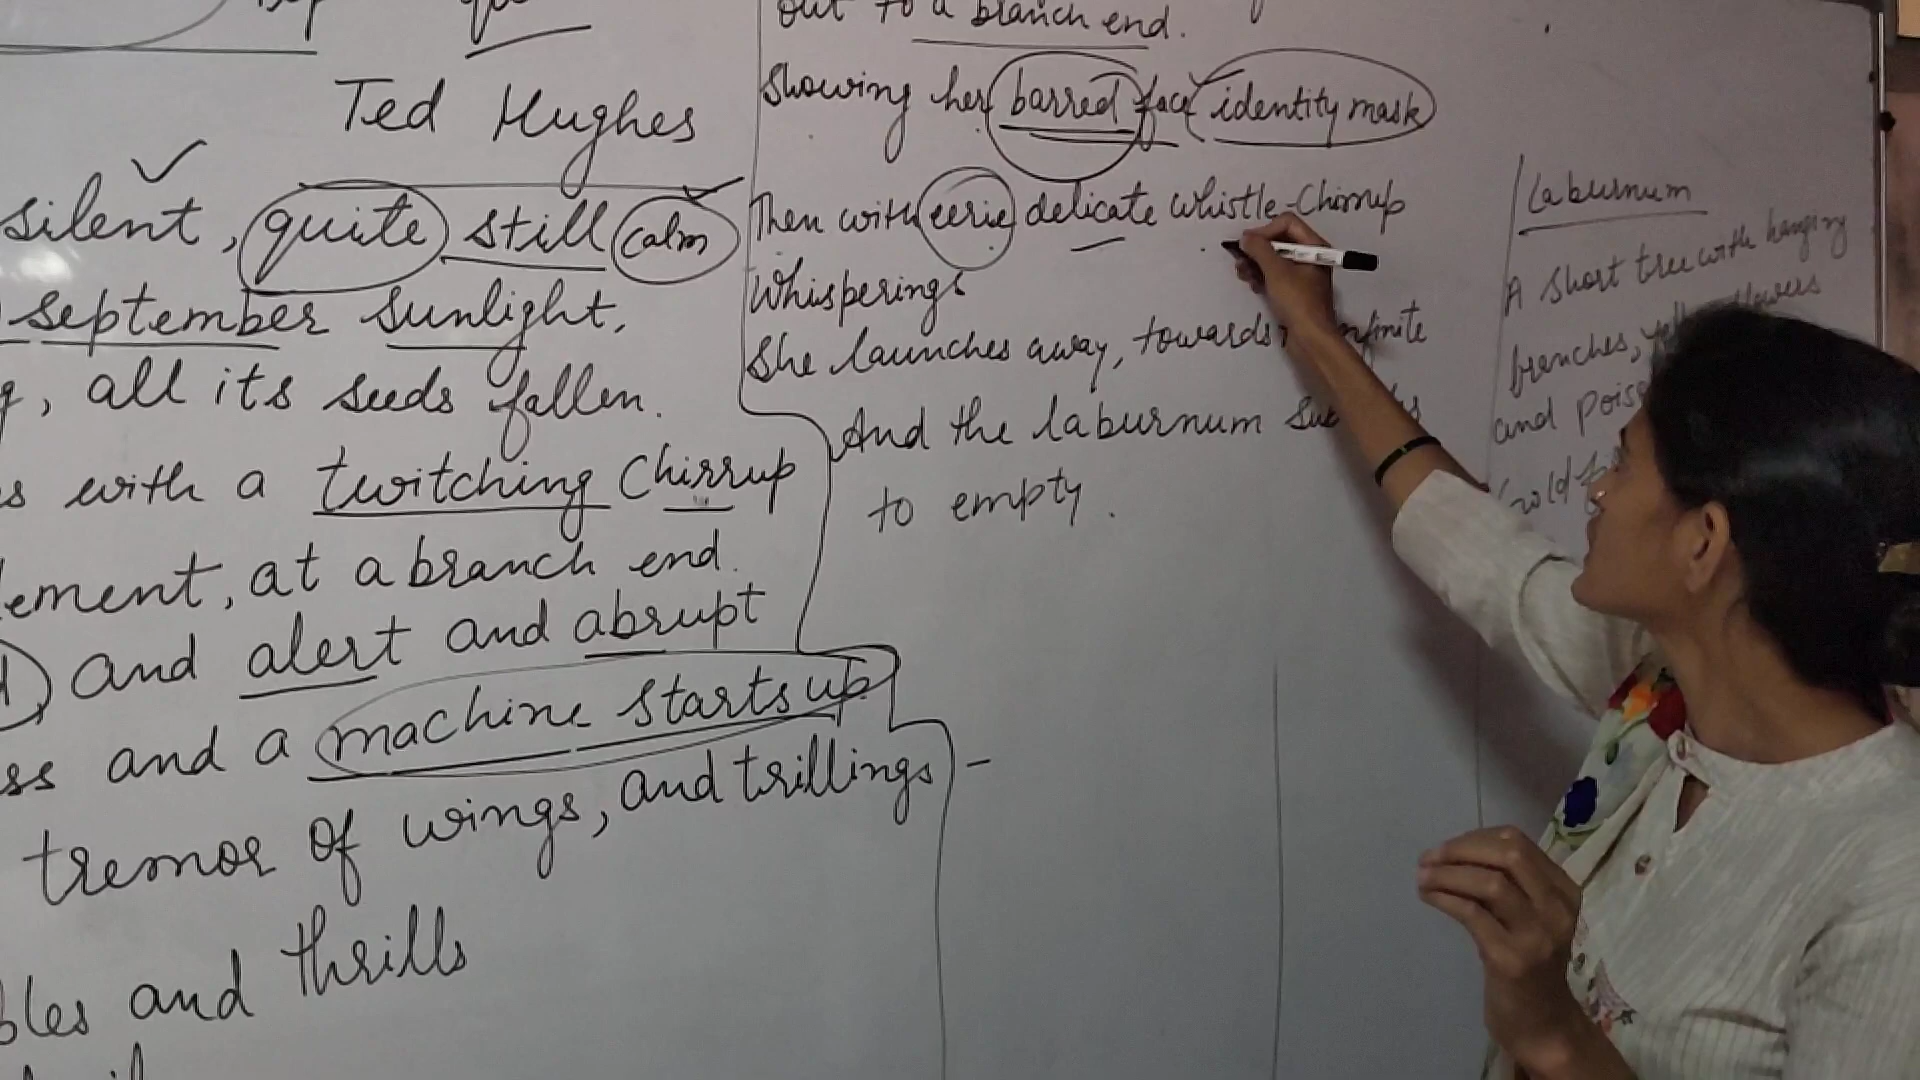 Ted Hughes
silent, quite still calm
september sunlight,
, all its seeds fallen.
with a twitching Chirrup
ement, at a branch end.
and alert and abrupt
ss and a machine starts up
tremor of wings, and trillings -
bles and thrills
out to a branch end.
Showing her barred face identity mask
Then with eerie delicate whistle-Chirrup
Whisperings
She launches away, towards infinite
And the laburnum
to empty.
Laburnum
A short tree with hanging
branches, flowers
and